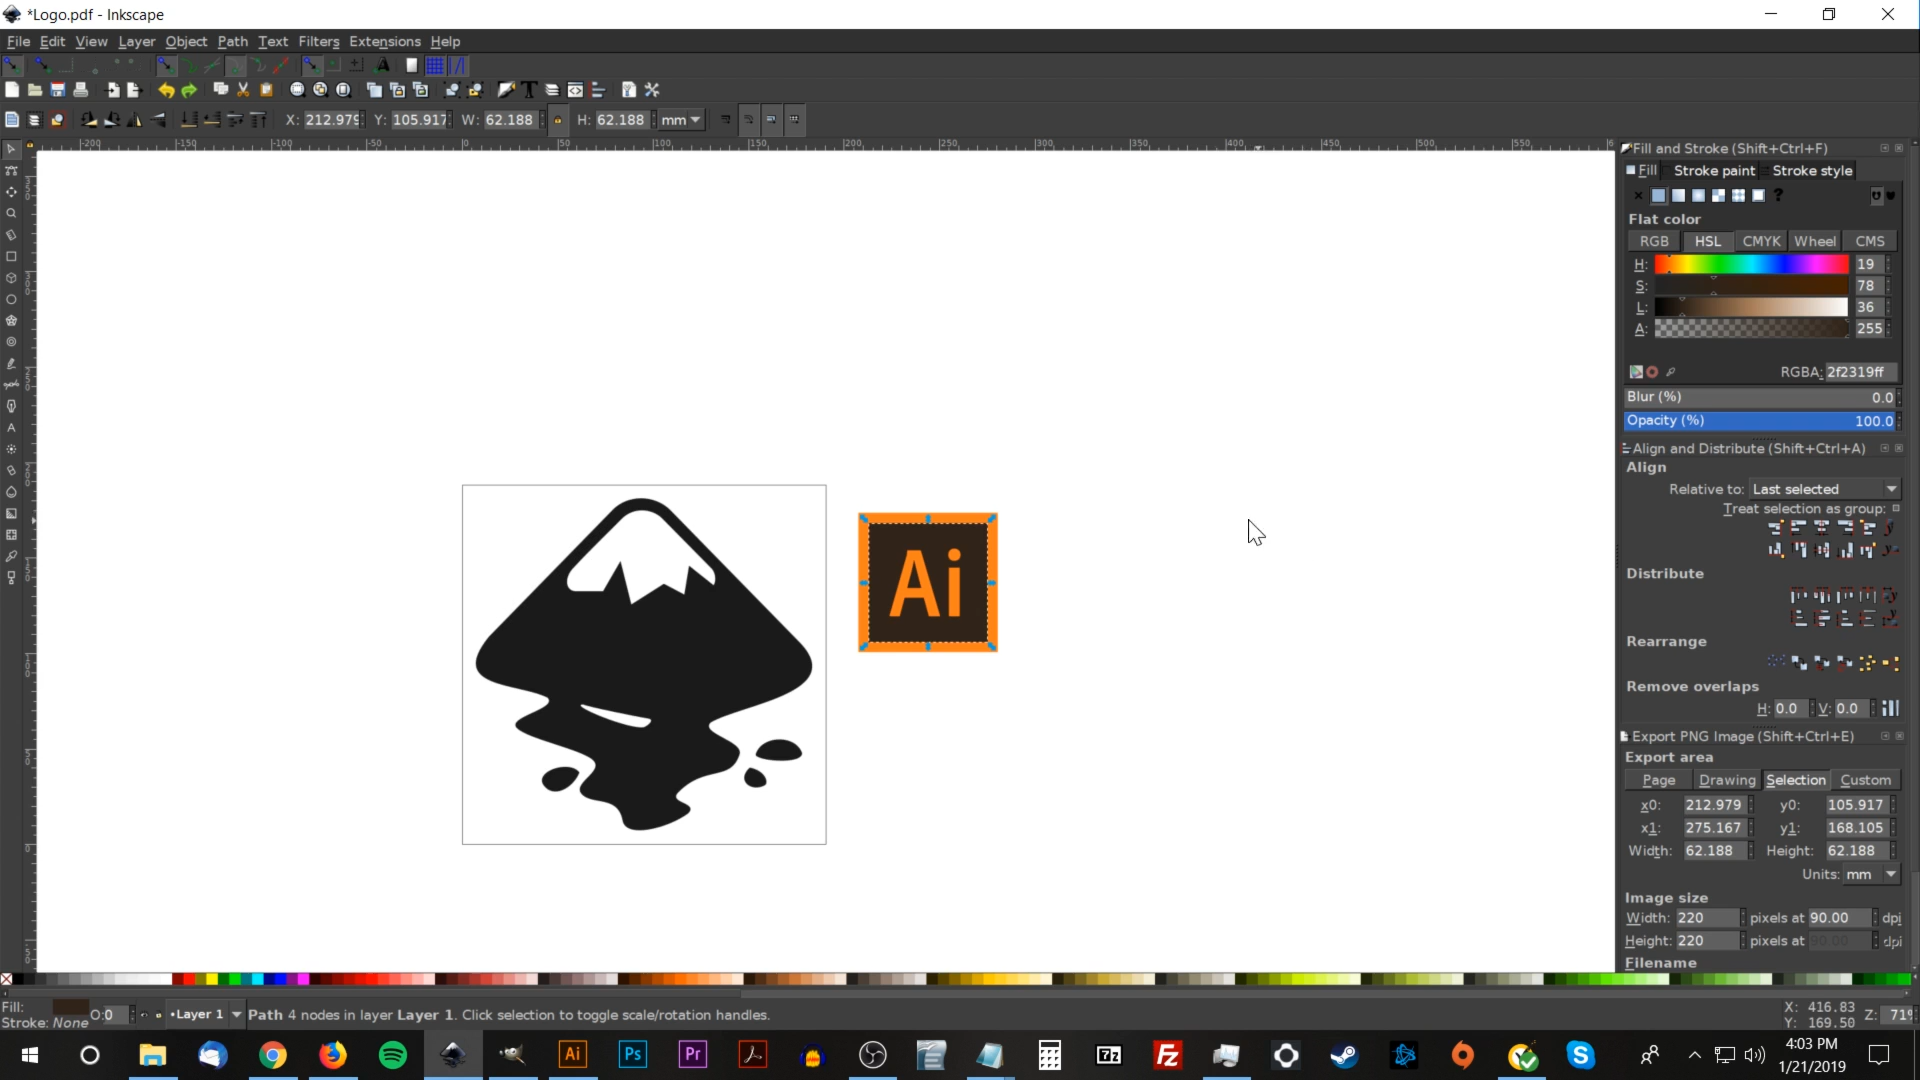 *Logo.pdf - Inkscape
File Edit View Layer Object Path Text Filters Extensions Help
X: 212.979 Y: 105.917 W: 62.188 H: 62.188 mm
Fill and Stroke (Shift+Ctrl+F)
Fill Stroke paint Stroke style
?
Flat color
RGB HSL CMYK Wheel CMS
H: 19
S: 78
L: 36
A: 255
RGBA: 2f2319ff
Blur (%) 0.0
Opacity (%) 100.0
Align and Distribute (Shift+Ctrl+A)
Align
Relative to: Last selected
Treat selection as group:
Distribute
Rearrange
Remove overlaps
H: 0.0 V: 0.0
Export PNG Image (Shift+Ctrl+E)
Export area
Page Drawing Selection Custom
x0: 212.979 y0: 105.917
x1: 275.167 y1: 168.105
Width: 62.188 Height: 62.188
Units: mm
Image size
Width: 220 pixels at 90.00 dpi
Height: 220 pixels at 90.00 dpi
Filename
Ai
Fill: O:0 •Layer 1 Path 4 nodes in layer Layer 1. Click selection to toggle scale/rotation handles.
Stroke: None
X: 416.83
Y: 169.50
Z: 71%
Ai Ps Pr 7z FZ
4:03 PM
1/21/2019